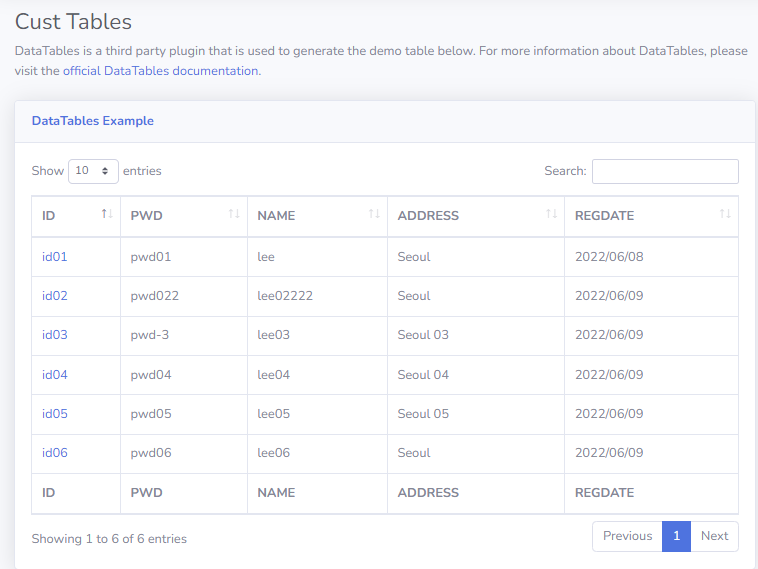 Cust Tables
DataTables is a third party plugin that is used to generate the demo table below. For more information about DataTables, please
visit the official DataTables documentation.
DataTables Example
Show 10 entries Search:
ID PWD NAME ADDRESS REGDATE
id01 pwd01 lee Seoul 2022/06/08
id02 pwd022 lee02222 Seoul 2022/06/09
id03 pwd-3 lee03 Seoul 03 2022/06/09
id04 pwd04 lee04 Seoul 04 2022/06/09
id05 pwd05 lee05 Seoul 05 2022/06/09
id06 pwd06 lee06 Seoul 2022/06/09
ID PWD NAME ADDRESS REGDATE
Showing 1 to 6 of 6 entries Previous 1 Next